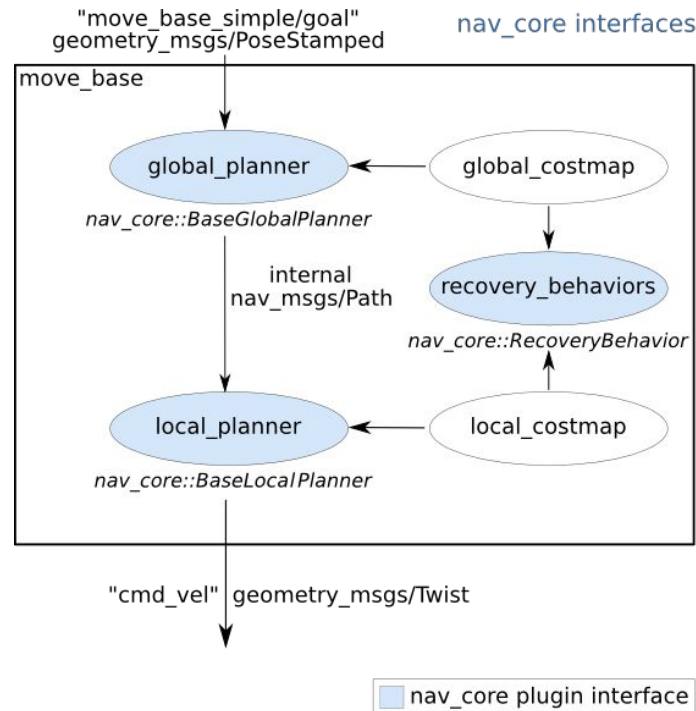 "move_base_simple/goal"
geometry_msgs/PoseStamped
nav_core interfaces
move_base
global_planner
global_costmap
nav_core::BaseGlobalPlanner
internal
nav_msgs/Path
recovery_behaviors
nav_core::RecoveryBehavior
local_planner
local_costmap
nav_core::BaseLocalPlanner
"cmd_vel" geometry_msgs/Twist
nav_core plugin interface